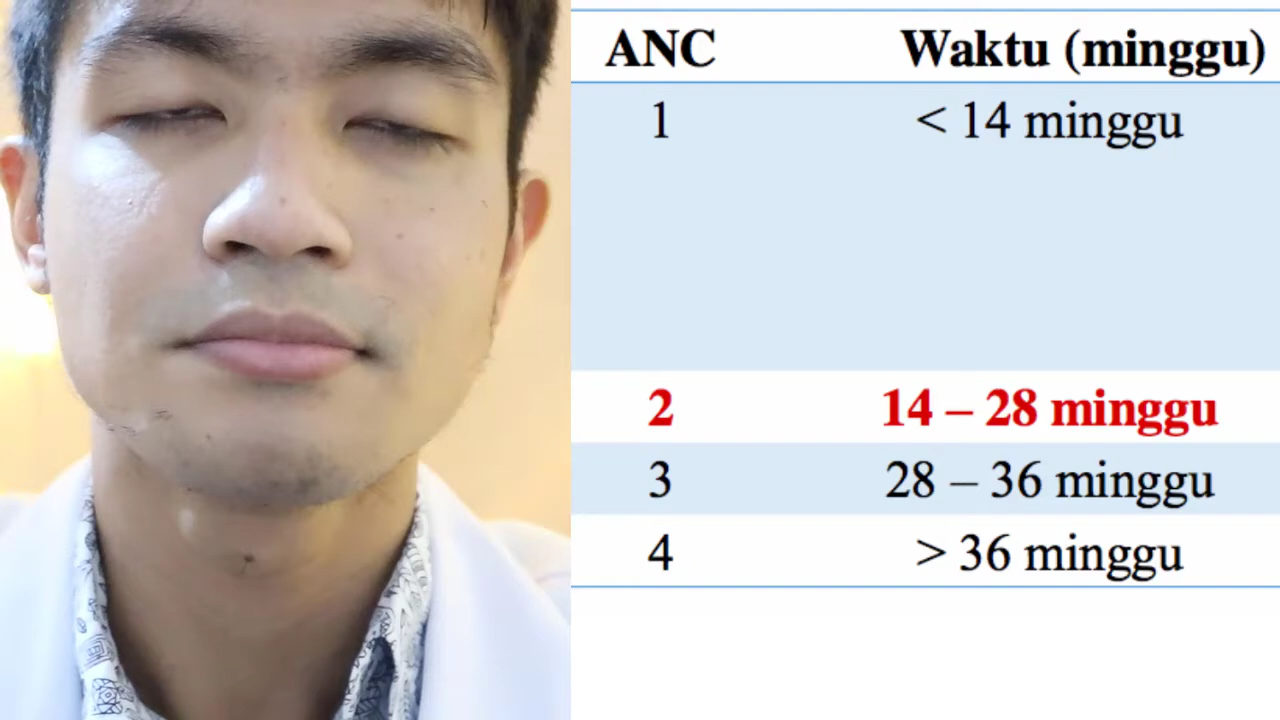 ANC Waktu (minggu)
1 < 14 minggu
2 14 – 28 minggu
3 28 – 36 minggu
4 > 36 minggu